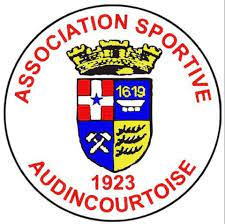 ASSOCIATION SPORTIVE
1619
1923
AUDINCOURTOISE